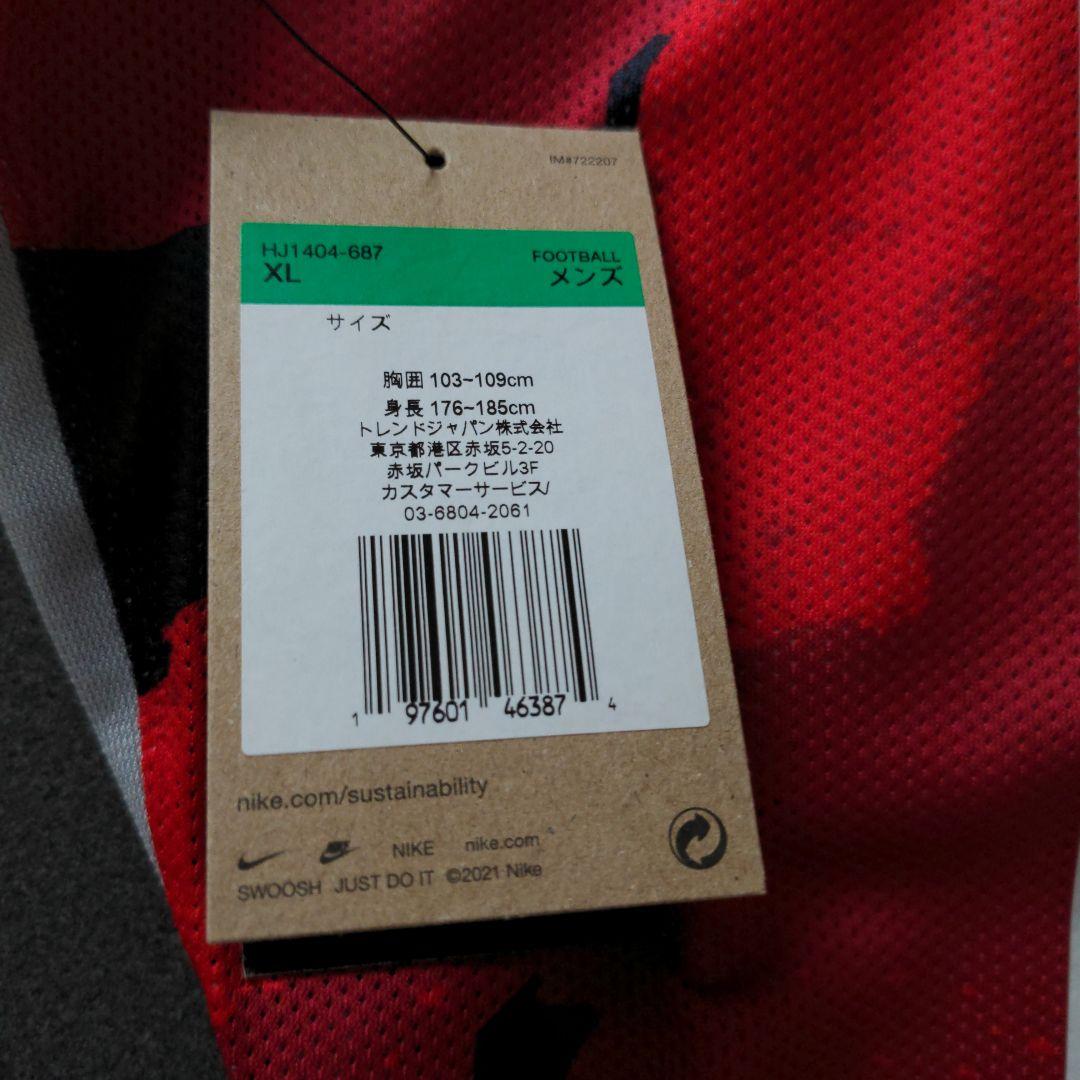 IM#722207
HJ1404-687
FOOTBALL
XL
メンズ
サイズ
胸囲 103~109cm
身長 176~185cm
トレンドジャパン株式会社
東京都港区赤坂5-2-20
赤坂パークビル3F
カスタマーサービス/
03-6804-2061
1 97601 46387 4
nike.com/sustainability
NIKE nike.com
SWOOSH JUST DO IT ©2021 Nike